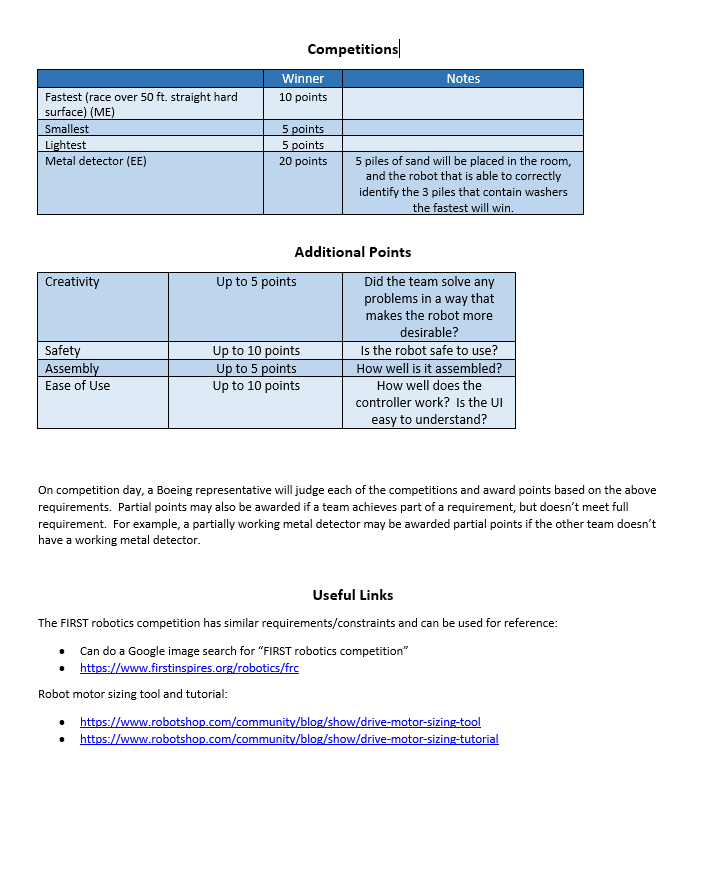 Competitions
Winner Notes
Fastest (race over 50 ft. straight hard 10 points
surface) (ME)
Smallest 5 points
Lightest 5 points
Metal detector (EE) 20 points 5 piles of sand will be placed in the room,
and the robot that is able to correctly
identify the 3 piles that contain washers
the fastest will win.
Additional Points
Creativity Up to 5 points Did the team solve any
problems in a way that
makes the robot more
desirable?
Safety Up to 10 points Is the robot safe to use?
Assembly Up to 5 points How well is it assembled?
Ease of Use Up to 10 points How well does the
controller work?  Is the UI
easy to understand?
On competition day, a Boeing representative will judge each of the competitions and award points based on the above
requirements.  Partial points may also be awarded if a team achieves part of a requirement, but doesn’t meet full
requirement.  For example, a partially working metal detector may be awarded partial points if the other team doesn’t
have a working metal detector.
Useful Links
The FIRST robotics competition has similar requirements/constraints and can be used for reference:
• Can do a Google image search for “FIRST robotics competition”
• https://www.firstinspires.org/robotics/frc
Robot motor sizing tool and tutorial:
• https://www.robotshop.com/community/blog/show/drive-motor-sizing-tool
• https://www.robotshop.com/community/blog/show/drive-motor-sizing-tutorial